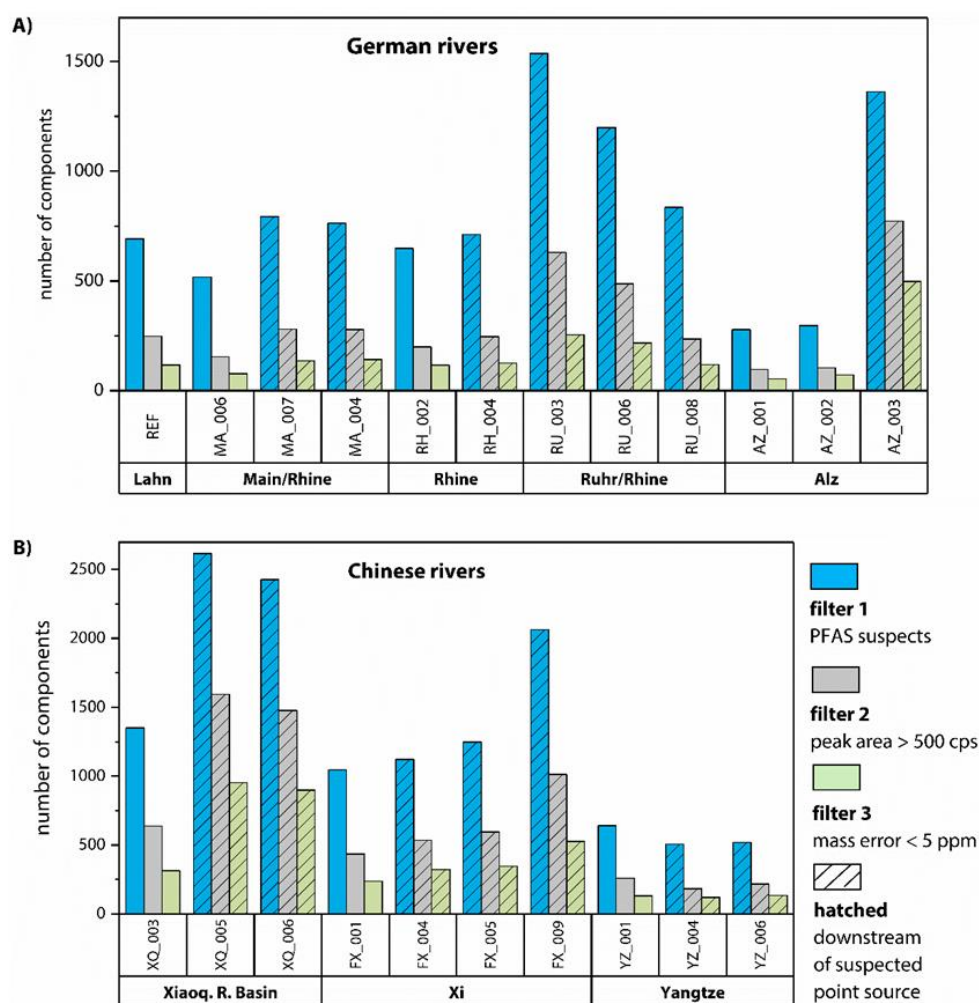 A)
German rivers
number of components
1500
1000
500
0
REF
MA_006
MA_007
MA_004
RH_002
RH_004
RU_003
RU_006
RU_008
AZ_001
AZ_002
AZ_003
Lahn
Main/Rhine
Rhine
Ruhr/Rhine
Alz
B)
Chinese rivers
number of components
2500
2000
1500
1000
500
0
XQ_003
XQ_005
XQ_006
FX_001
FX_004
FX_005
FX_009
YZ_001
YZ_004
YZ_006
Xiaoq. R. Basin
Xi
Yangtze
filter 1
PFAS suspects
filter 2
peak area > 500 cps
filter 3
mass error < 5 ppm
hatched
downstream
of suspected
point source